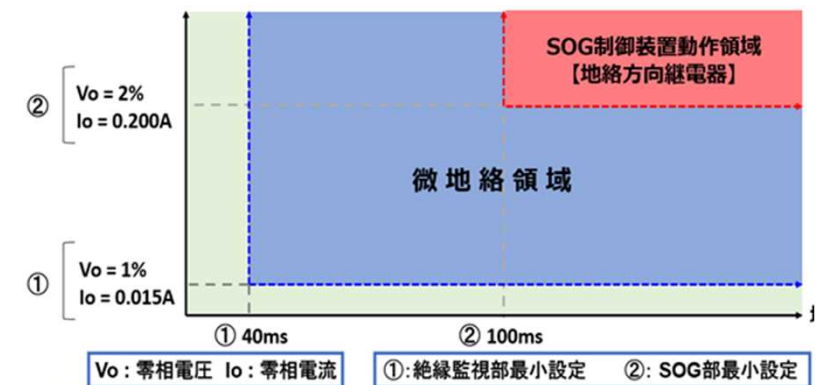 SOG制御装置動作領域
【地絡方向継電器】
② Vo = 2%
Io = 0.200A
微地絡領域
① Vo = 1%
Io = 0.015A
① 40ms
② 100ms
Vo:零相電圧 Io:零相電流
①:絶縁監視部最小設定 ②: SOG部最小設定